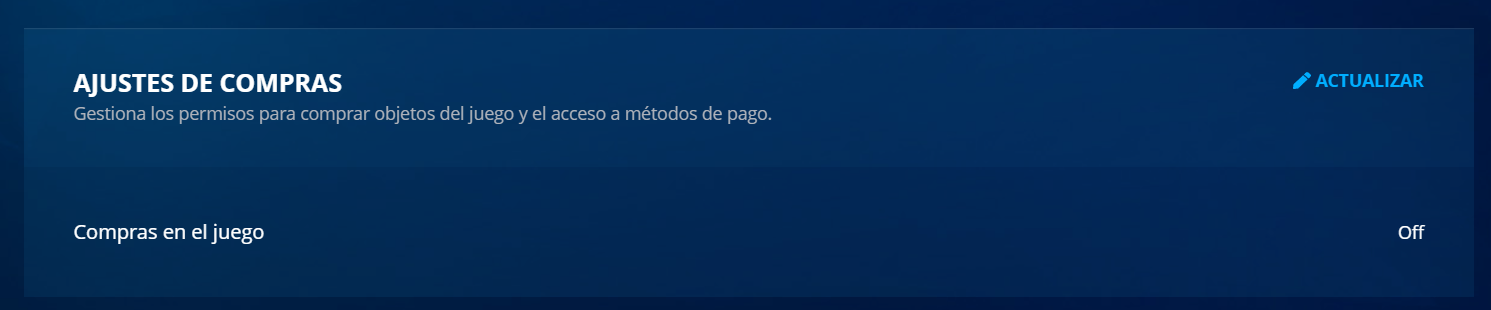 AJUSTES DE COMPRAS
ACTUALIZAR
Gestiona los permisos para comprar objetos del juego y el acceso a métodos de pago.
Compras en el juego
Off